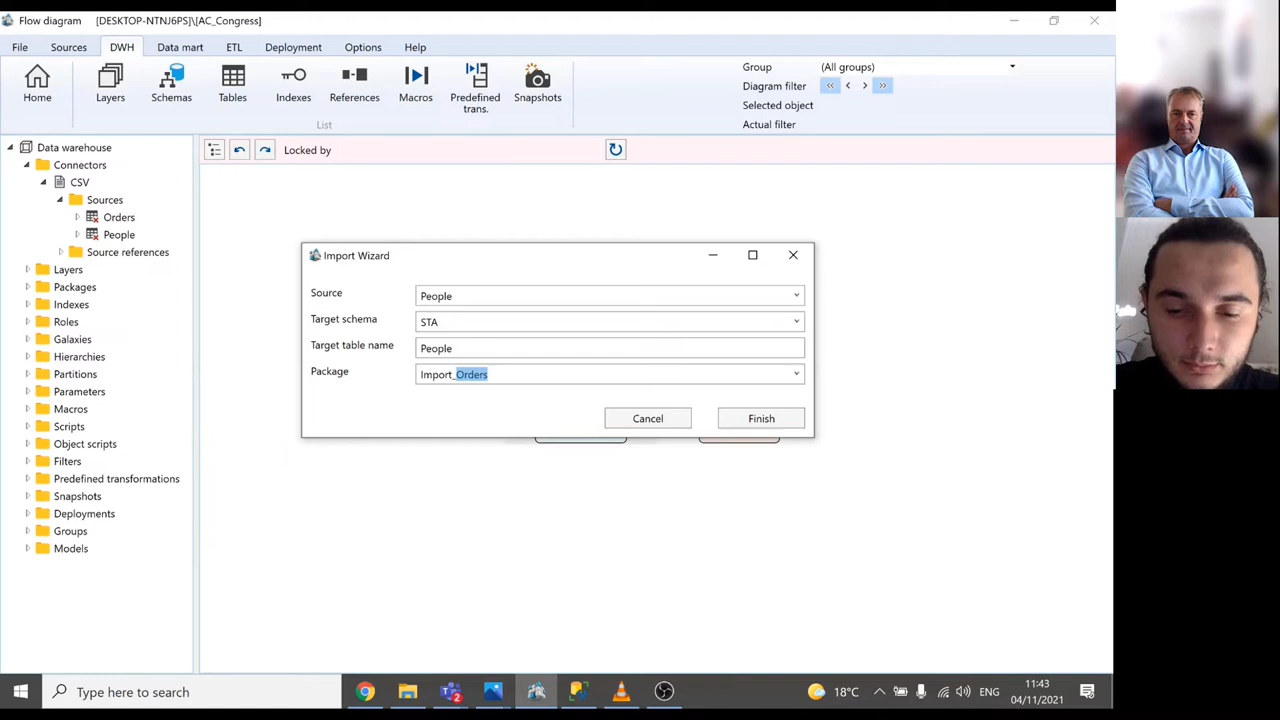 Flow diagram [DESKTOP-NTNJ6PS]\[AC_Congress]
File Sources DWH Data mart ETL Deployment Options Help
Home Layers Schemas Tables Indexes References Macros Predefined trans. Snapshots
List
Group (All groups)
Diagram filter
Selected object
Actual filter
Locked by
Data warehouse
Connectors
CSV
Sources
Orders
People
Source references
Layers
Packages
Indexes
Roles
Galaxies
Hierarchies
Partitions
Parameters
Macros
Scripts
Object scripts
Filters
Predefined transformations
Snapshots
Deployments
Groups
Models
Import Wizard
Source People
Target schema STA
Target table name People
Package Import_Orders
Cancel Finish
Type here to search
18°C ENG
11:43
04/11/2021